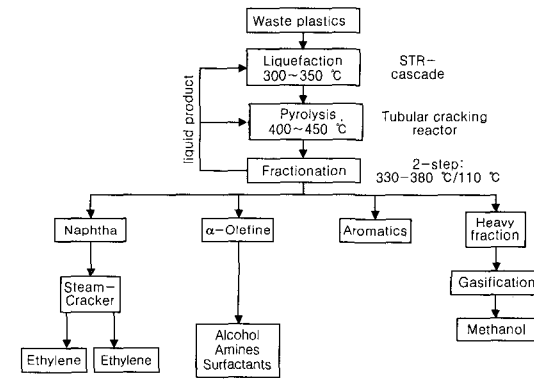 Waste plastics
Liquefaction
300~350 ℃
STR-
cascade
liquid product
Pyrolysis
400~450 ℃
Tubular cracking
reactor
Fractionation
2-step:
330-380 ℃/110 ℃
Naphtha
α-Olefine
Aromatics
Heavy
fraction
Steam-
Cracker
Gasification
Ethylene
Ethylene
Alcohol
Amines
Surfactants
Methanol